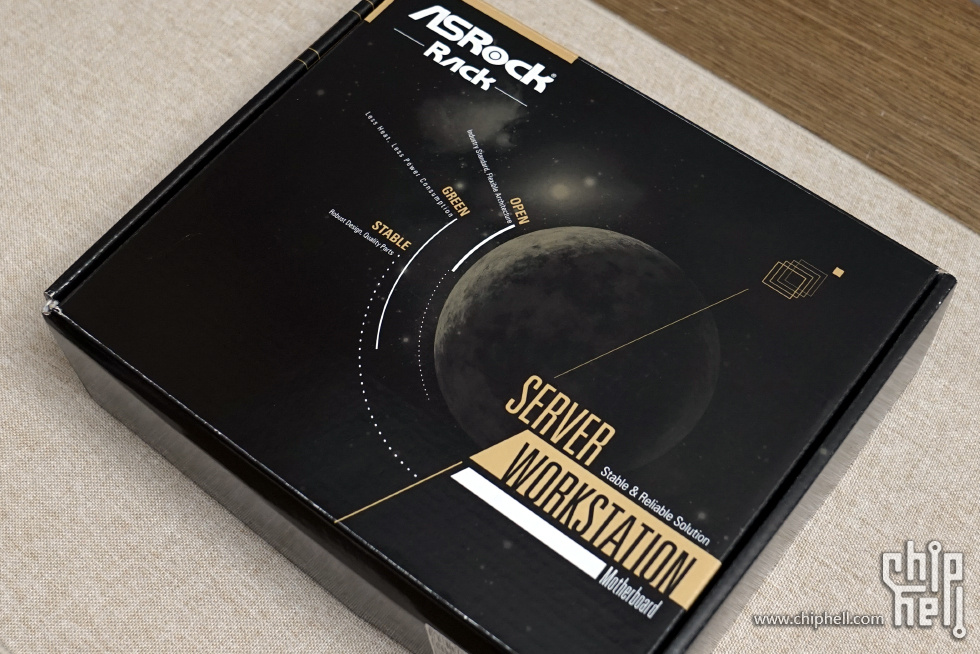 ASRock
Rack
Industry Standard, Flexible Architecture
OPEN
Less Heat, Less Power Consumption
GREEN
Robust Design, Quality Parts
STABLE
SERVER
Stable & Reliable Solution
WORKSTATION
Motherboard
chip
hell
www.chiphell.com